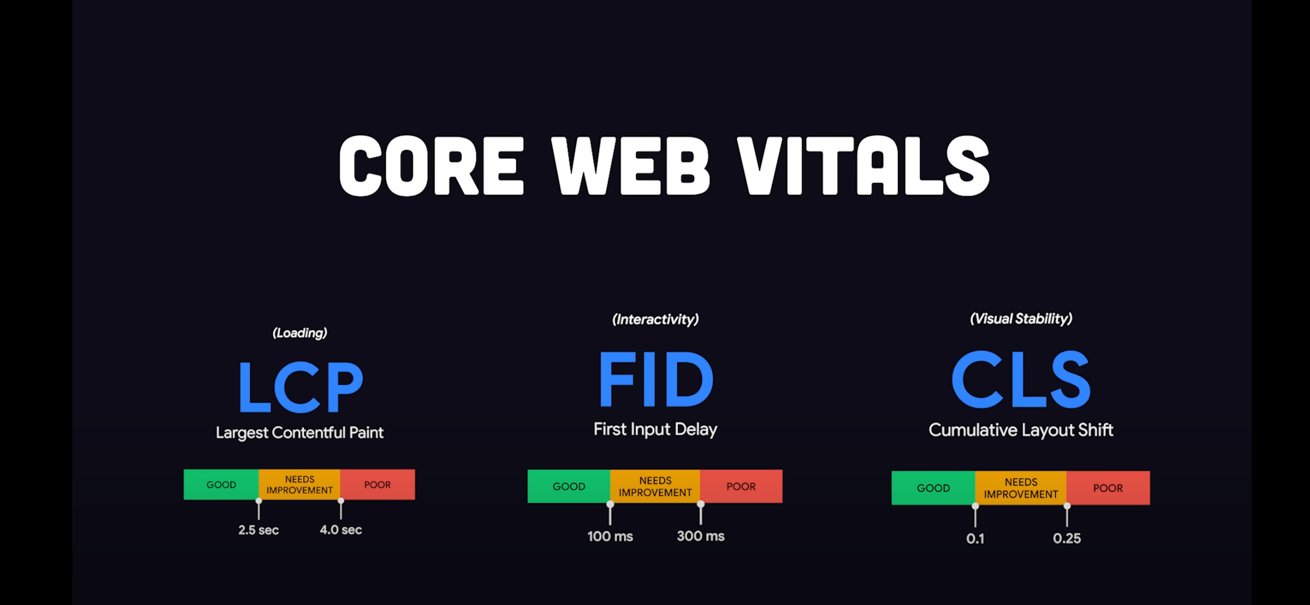 CORE WEB VITALS
(Loading)
LCP
Largest Contentful Paint
GOOD
NEEDS
IMPROVEMENT
POOR
2.5 sec
4.0 sec
(Interactivity)
FID
First Input Delay
GOOD
NEEDS
IMPROVEMENT
POOR
100 ms
300 ms
(Visual Stability)
CLS
Cumulative Layout Shift
GOOD
NEEDS
IMPROVEMENT
POOR
0.1
0.25